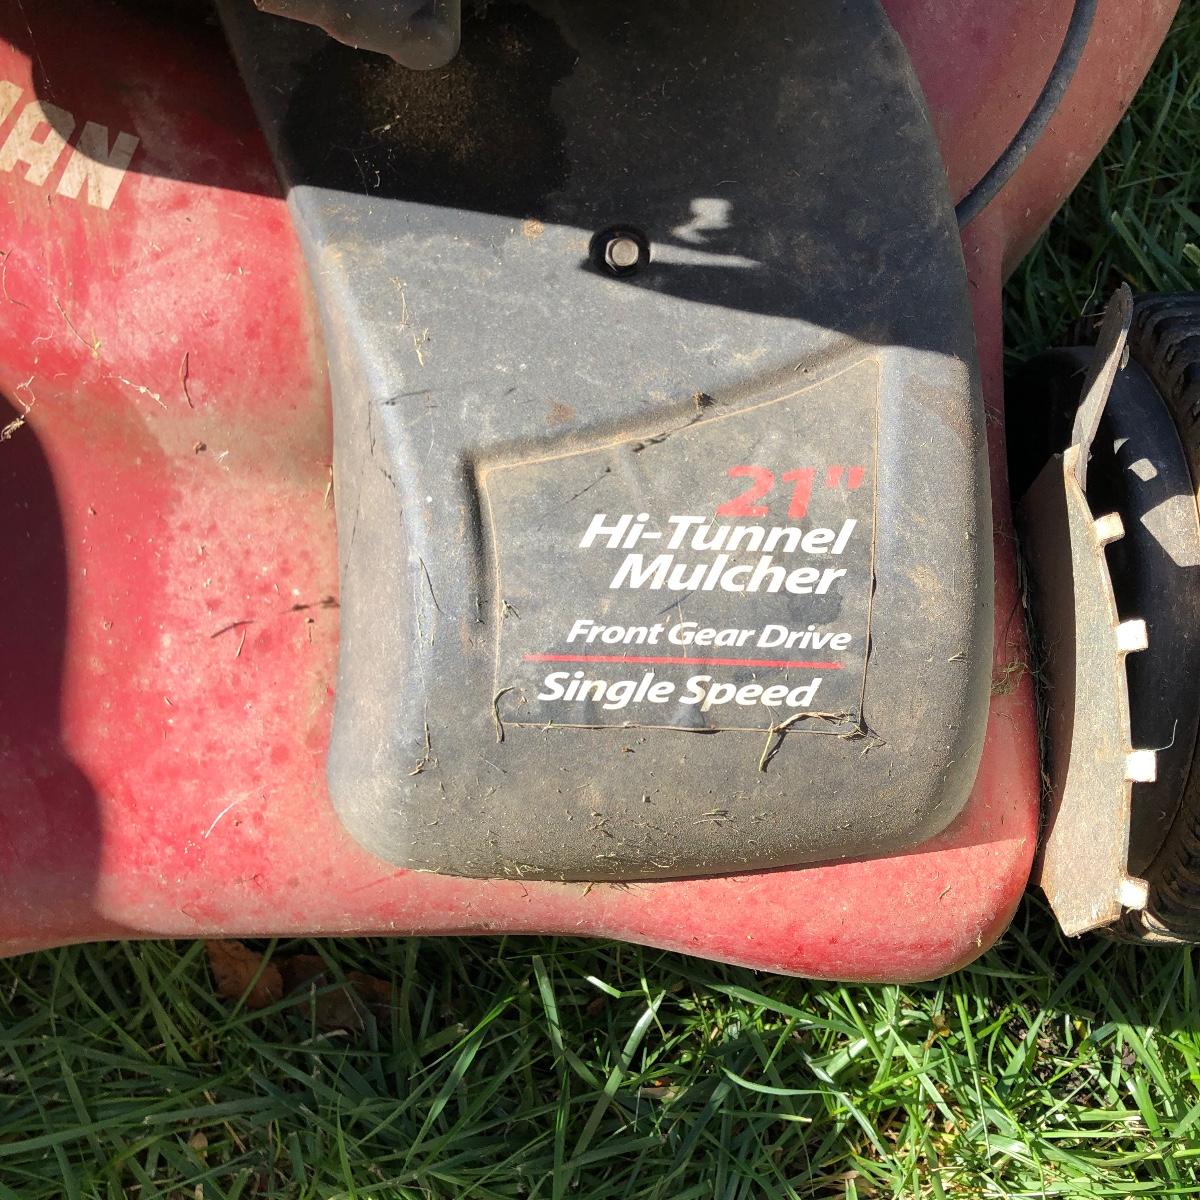 21"
Hi-Tunnel
Mulcher
Front Gear Drive
Single Speed